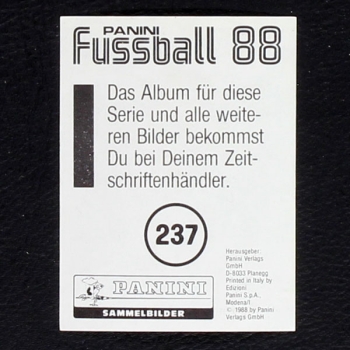 PANINI
Fussball 88
Das Album für diese
Serie und alle weite-
ren Bilder bekommst
Du bei Deinem Zeit-
schriftenhändler.
237
Herausgeber
Panini Verlags
GmbH
D-8033 Planegg
Printed in Italy by
Edizioni
Panini S.p.A.,
Modena/I
© 1988 by Panini
Verlags GmbH
PANINI
SAMMELBILDER